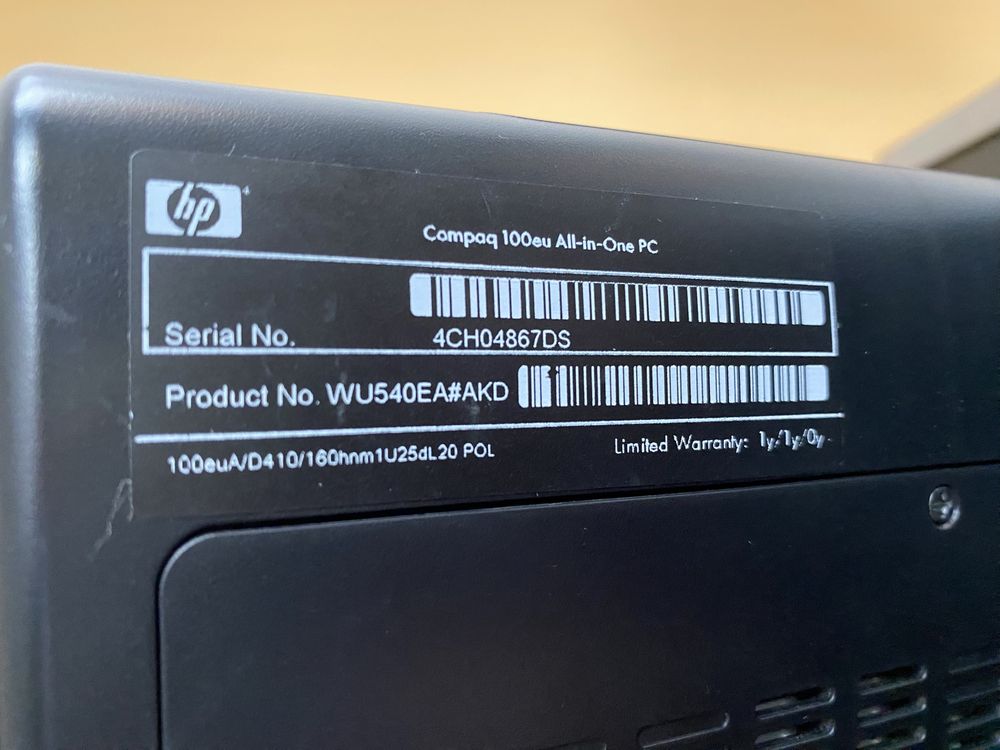 hp
Compaq 100eu All-in-One PC
Serial No. 4CH04867DS
Product No. WU540EA#AKD
100euA/D410/160hnm1U25dL20 POL
Limited Warranty: 1y/1y/0y